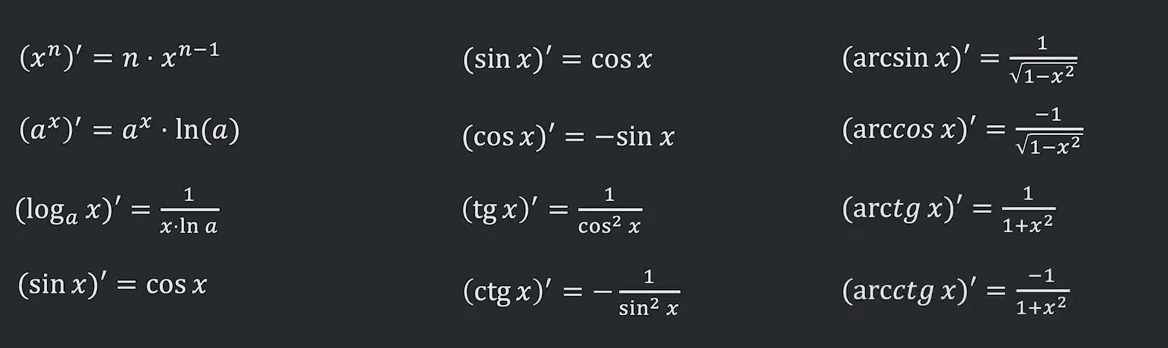 (xⁿ)′ = n · xⁿ⁻¹
(aˣ)′ = aˣ · ln(a)
(logₐ x)′ = 1/(x·ln a)
(sin x)′ = cos x
(sin x)′ = cos x
(cos x)′ = −sin x
(tg x)′ = 1/(cos² x)
(ctg x)′ = − 1/(sin² x)
(arcsin x)′ = 1/√(1−x²)
(arccos x)′ = −1/√(1−x²)
(arctg x)′ = 1/(1+x²)
(arcctg x)′ = −1/(1+x²)